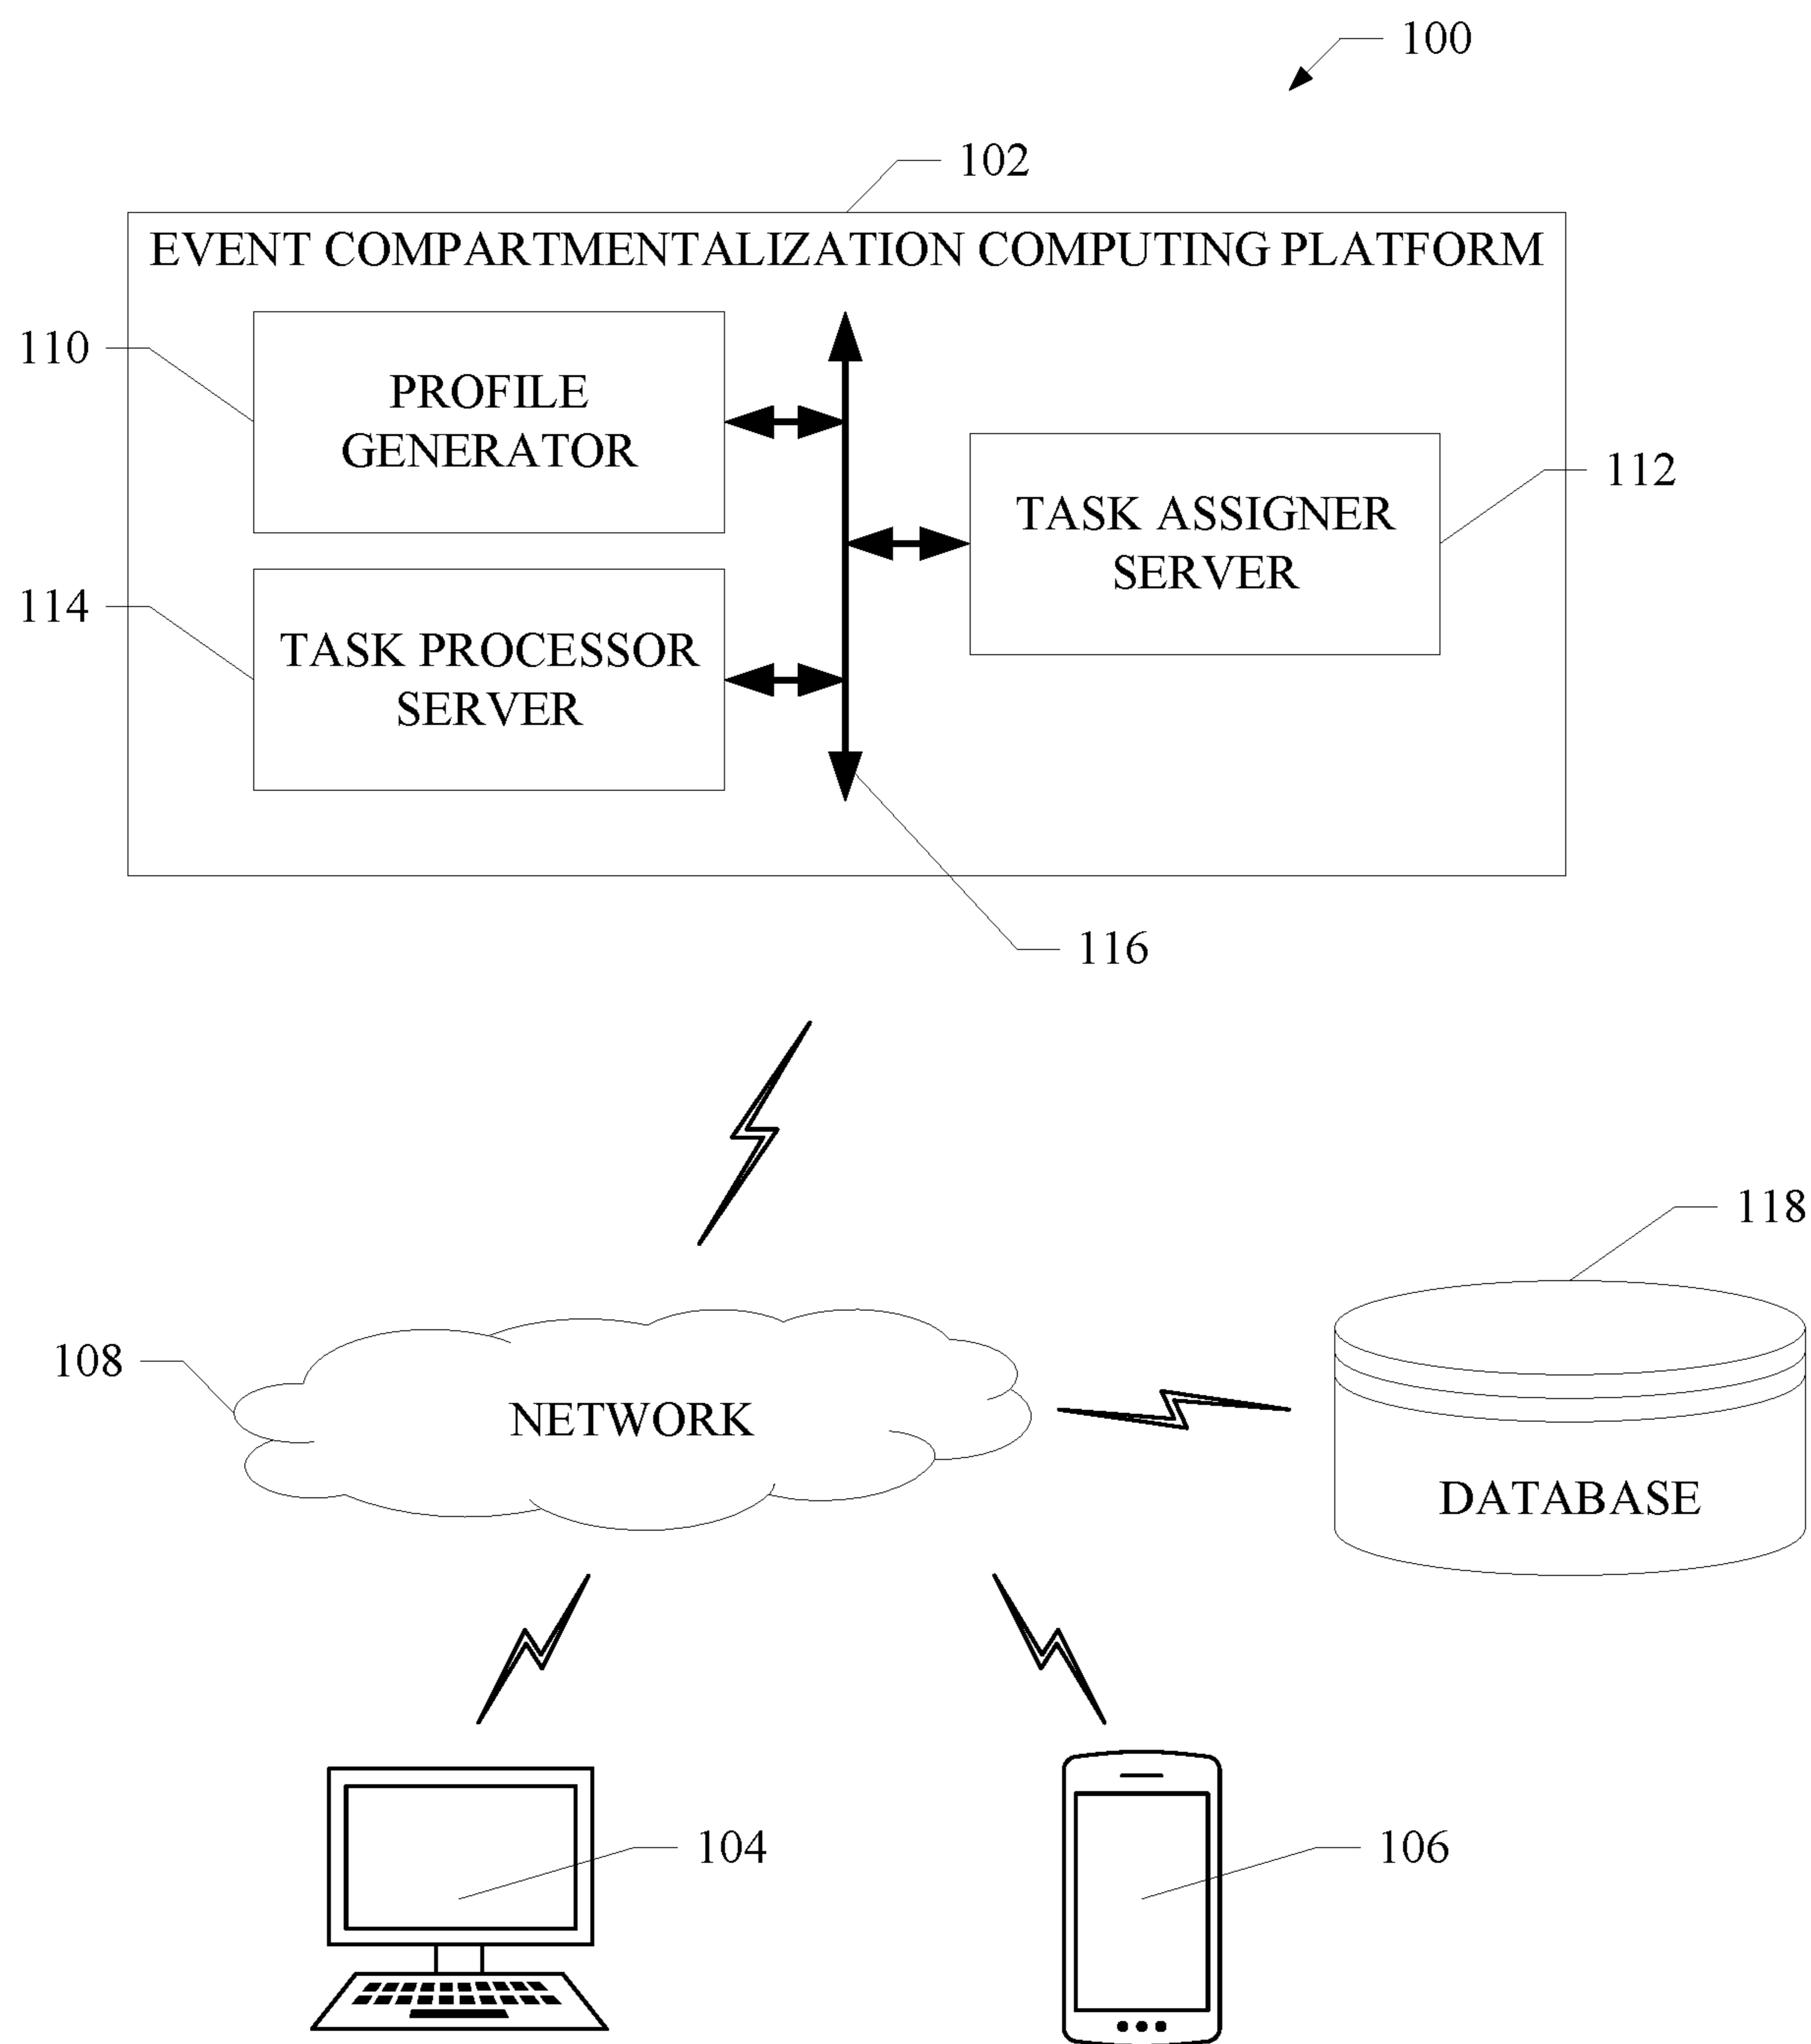 100
102
EVENT COMPARTMENTALIZATION COMPUTING PLATFORM
110
PROFILE
GENERATOR
112
TASK ASSIGNER
SERVER
114
TASK PROCESSOR
SERVER
116
118
108
NETWORK
DATABASE
104
106